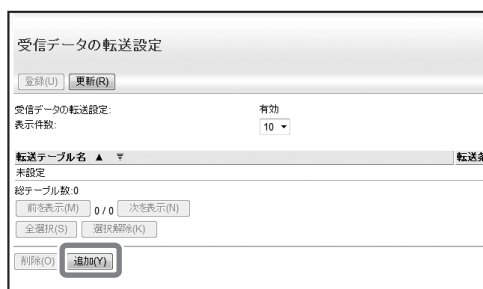 受信データの転送設定
登録(U) 更新(R)
受信データの転送設定: 有効
表示件数: 10
転送テーブル名 ▲ ▼ 転送条
未設定
総テーブル数:0
前を表示(M) 0 / 0 次を表示(N)
全選択(S) 選択解除(K)
削除(O) 追加(Y)